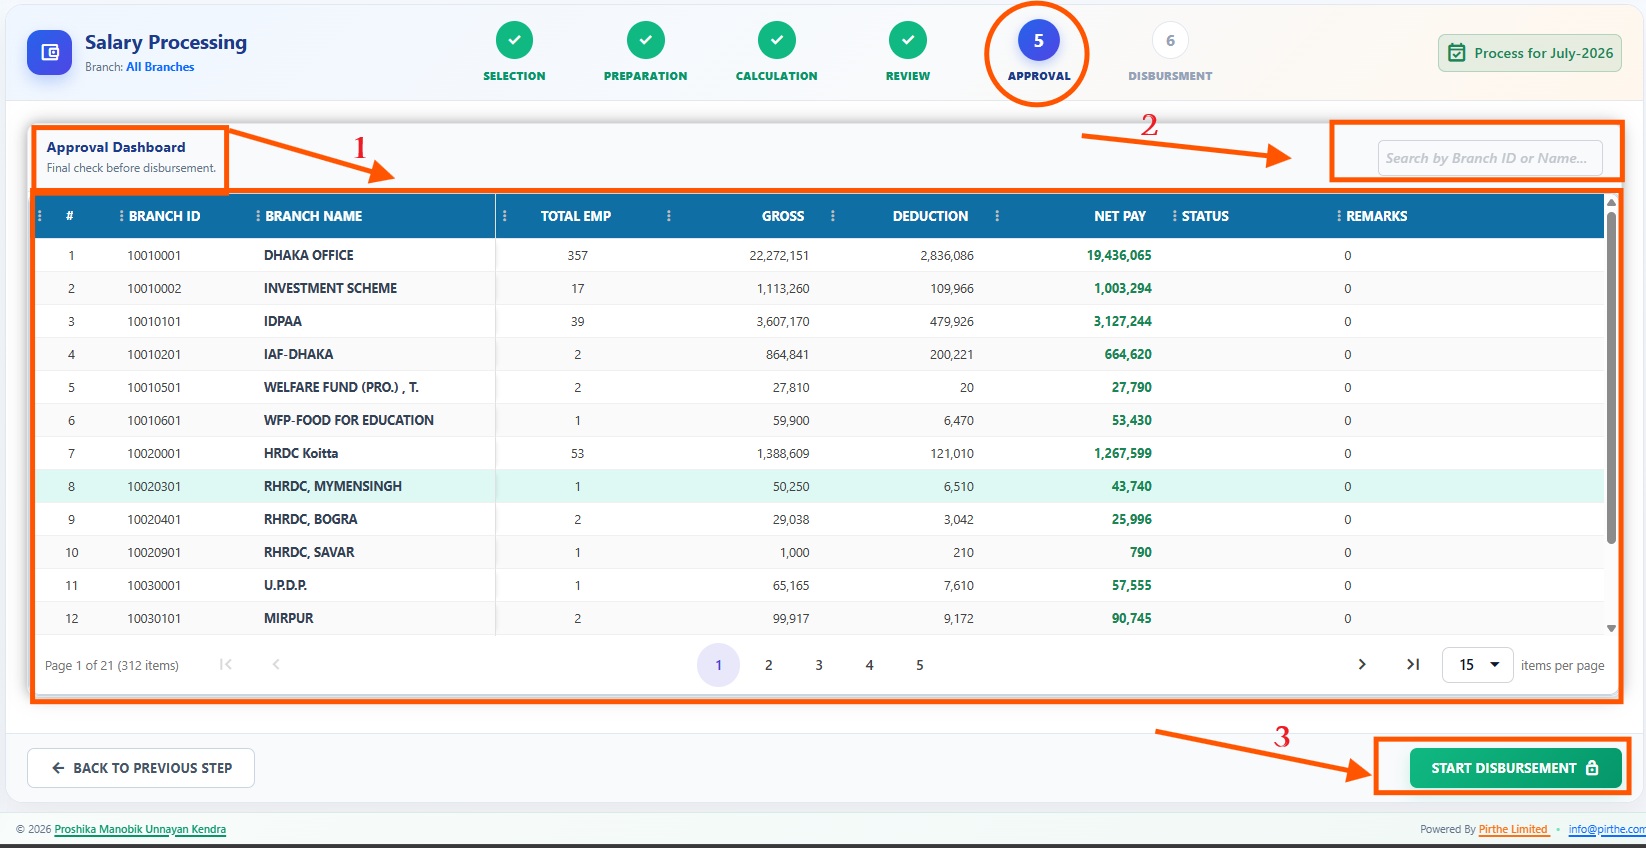 Salary Processing
Branch: All Branches
SELECTION
PREPARATION
CALCULATION
REVIEW
5
APPROVAL
6
DISBURSMENT
Process for July-2026
Approval Dashboard
Final check before disbursement.
1
2
Search by Branch ID or Name...
# BRANCH ID BRANCH NAME TOTAL EMP GROSS DEDUCTION NET PAY STATUS REMARKS
1 10010001 DHAKA OFFICE 357 22,272,151 2,836,086 19,436,065 0
2 10010002 INVESTMENT SCHEME 17 1,113,260 109,966 1,003,294 0
3 10010101 IDPAA 39 3,607,170 479,926 3,127,244 0
4 10010201 IAF-DHAKA 2 864,841 200,221 664,620 0
5 10010501 WELFARE FUND (PRO.) , T. 2 27,810 20 27,790 0
6 10010601 WFP-FOOD FOR EDUCATION 1 59,900 6,470 53,430 0
7 10020001 HRDC Koitta 53 1,388,609 121,010 1,267,599 0
8 10020301 RHRDC, MYMENSINGH 1 50,250 6,510 43,740 0
9 10020401 RHRDC, BOGRA 2 29,038 3,042 25,996 0
10 10020901 RHRDC, SAVAR 1 1,000 210 790 0
11 10030001 U.P.D.P. 1 65,165 7,610 57,555 0
12 10030101 MIRPUR 2 99,917 9,172 90,745 0
Page 1 of 21 (312 items) 1 2 3 4 5 15 items per page
3
BACK TO PREVIOUS STEP
START DISBURSEMENT
© 2026 Proshika Manobik Unnayan Kendra
Powered By Pirthe Limited • info@pirthe.com